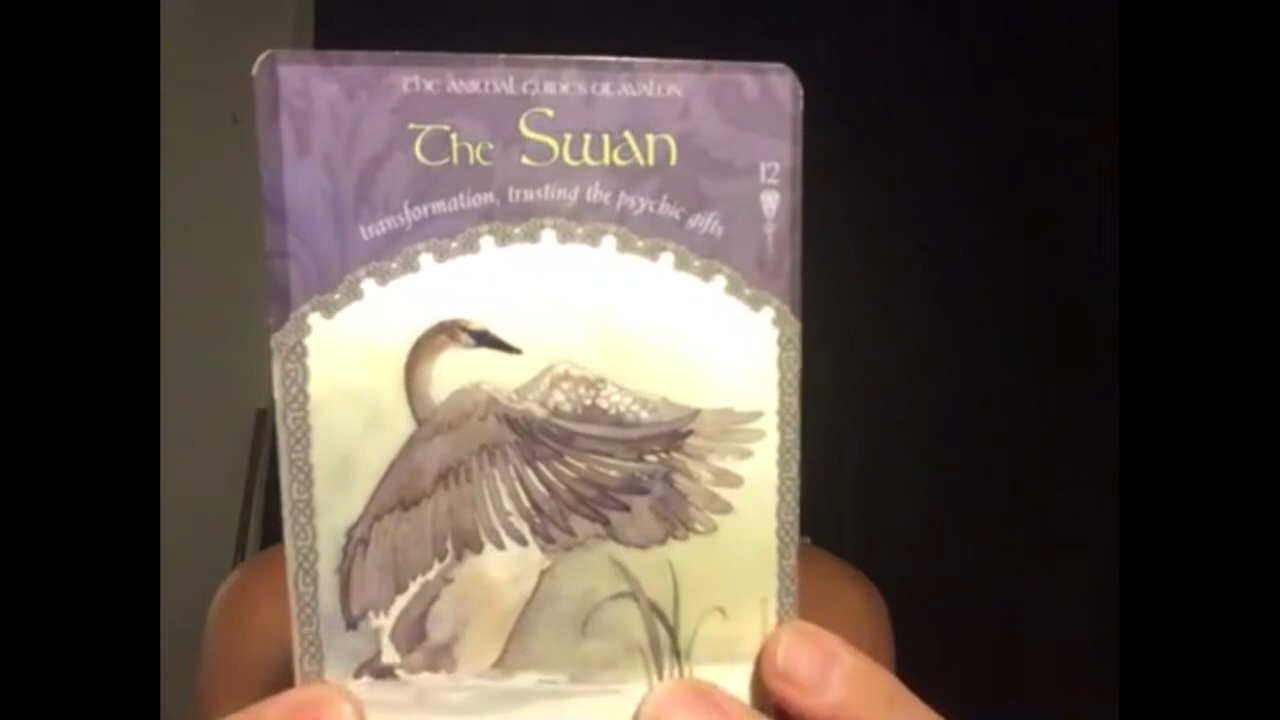 The Animal Guides of Avalon
The Swan
12
transformation, trusting the psychic gifts